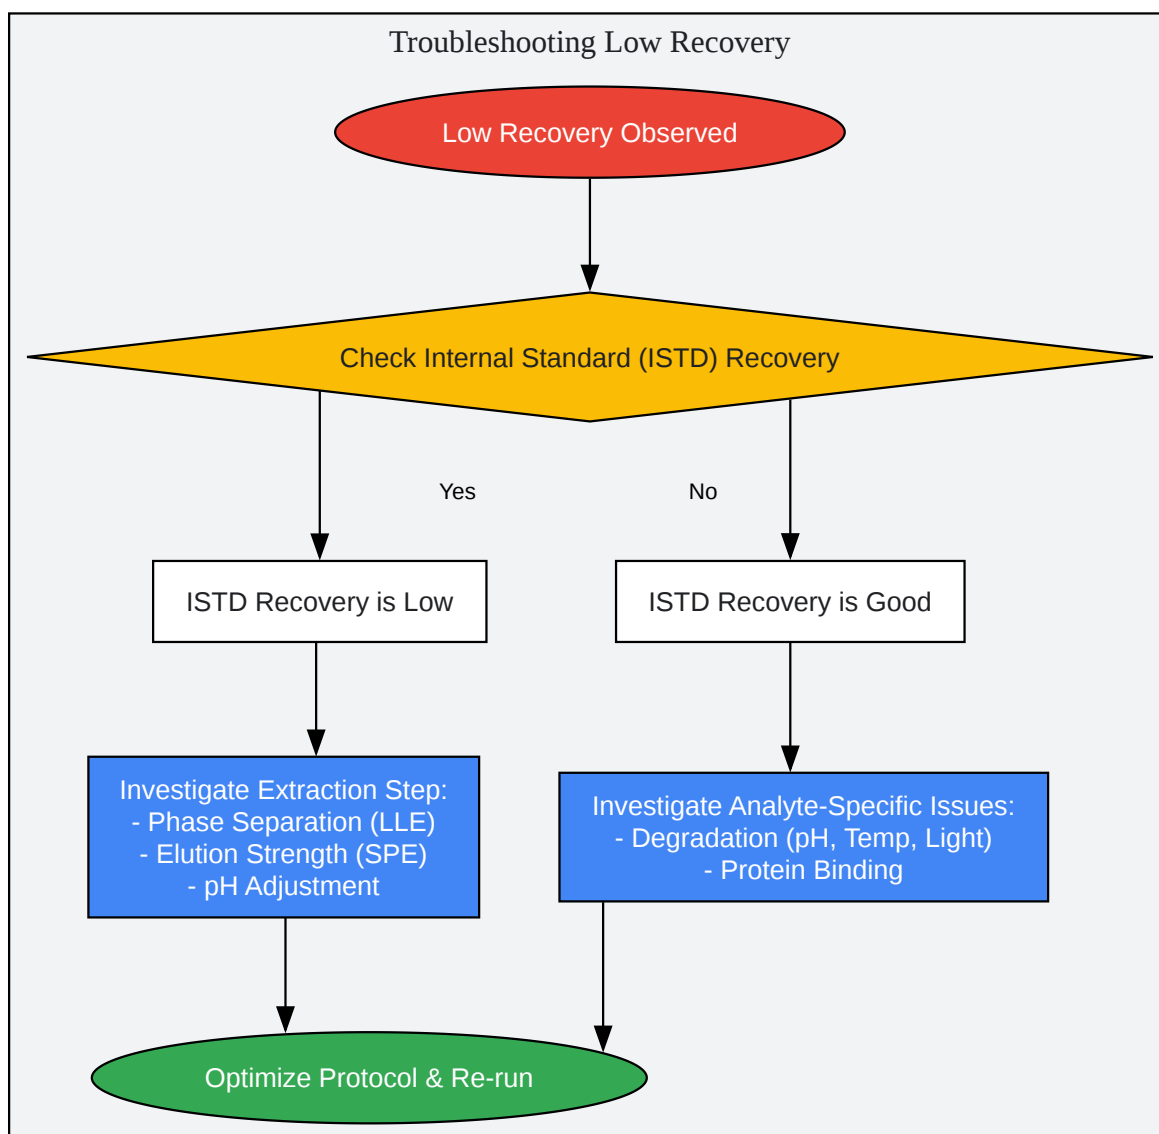 Troubleshooting Low Recovery
Low Recovery Observed
Check Internal Standard (ISTD) Recovery
Yes
No
ISTD Recovery is Low
ISTD Recovery is Good
Investigate Extraction Step:
- Phase Separation (LLE)
- Elution Strength (SPE)
- pH Adjustment
Investigate Analyte-Specific Issues:
- Degradation (pH, Temp, Light)
- Protein Binding
Optimize Protocol & Re-run